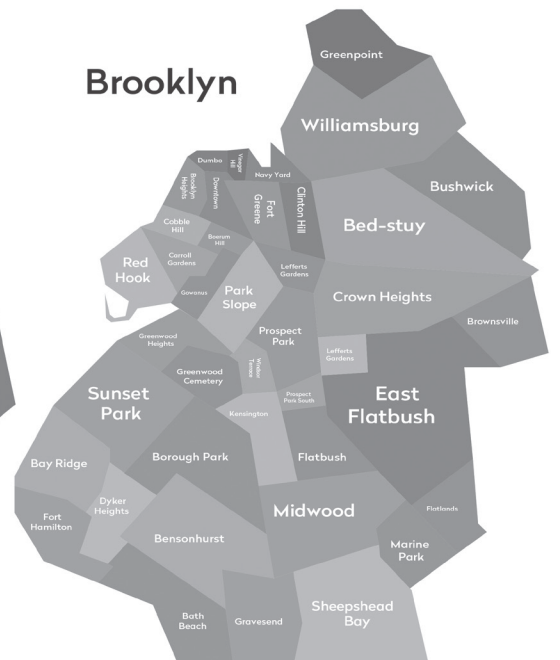 Brooklyn
Greenpoint
Williamsburg
Dumbo
Vinegar
Hill
Navy Yard
Bushwick
Brooklyn
Heights
Downtown
Fort
Greene
Clinton Hill
Bed-stuy
Cobble
Hill
Boerum
Hill
Red
Hook
Carroll
Gardens
Lefferts
Gardens
Gowanus
Park
Slope
Crown Heights
Brownsville
Prospect
Park
Greenwood
Heights
Lefferts
Gardens
Windsor
Terrace
Greenwood
Cemetery
Prospect
Park South
Sunset
Park
Kensington
East
Flatbush
Bay Ridge
Borough Park
Flatbush
Dyker
Heights
Fort
Hamilton
Midwood
Flatlands
Bensonhurst
Marine
Park
Bath
Beach
Gravesend
Sheepshead
Bay